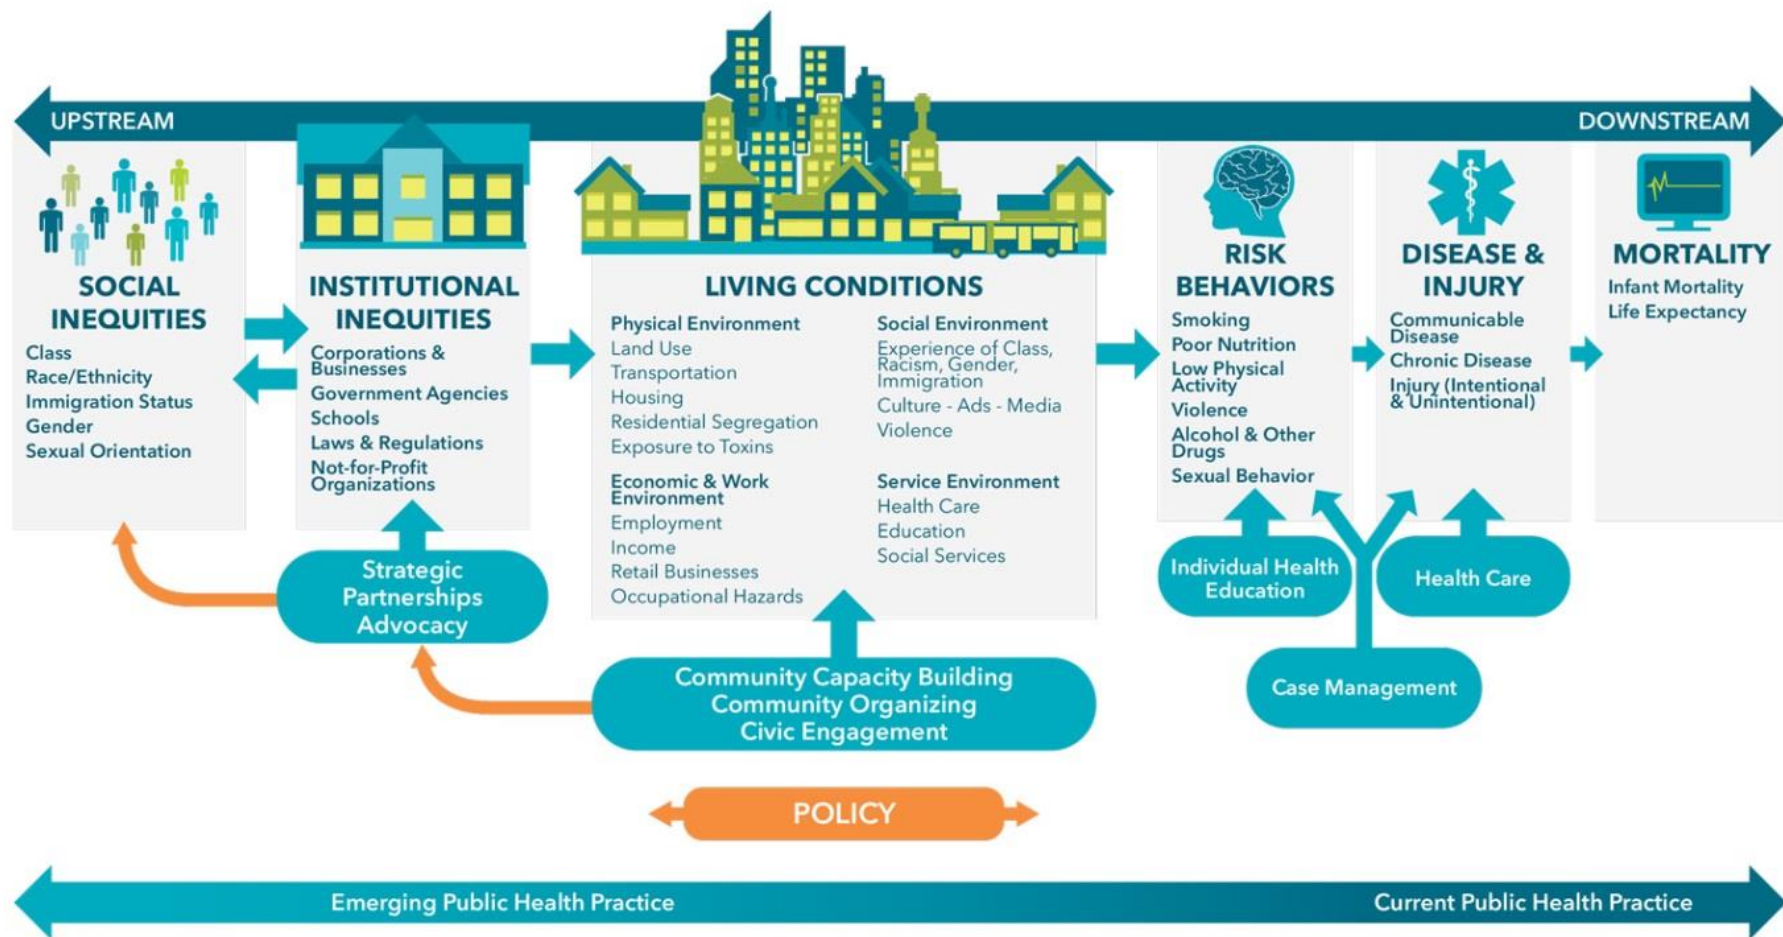 UPSTREAM
DOWNSTREAM
SOCIAL
INEQUITIES
Class
Race/Ethnicity
Immigration Status
Gender
Sexual Orientation
INSTITUTIONAL
INEQUITIES
Corporations &
Businesses
Government Agencies
Schools
Laws & Regulations
Not-for-Profit
Organizations
LIVING CONDITIONS
Physical Environment
Land Use
Transportation
Housing
Residential Segregation
Exposure to Toxins
Economic & Work
Environment
Employment
Income
Retail Businesses
Occupational Hazards
Social Environment
Experience of Class,
Racism, Gender,
Immigration
Culture - Ads - Media
Violence
Service Environment
Health Care
Education
Social Services
RISK
BEHAVIORS
Smoking
Poor Nutrition
Low Physical
Activity
Violence
Alcohol & Other
Drugs
Sexual Behavior
DISEASE &
INJURY
Communicable
Disease
Chronic Disease
Injury (Intentional
& Unintentional)
MORTALITY
Infant Mortality
Life Expectancy
Strategic
Partnerships
Advocacy
Community Capacity Building
Community Organizing
Civic Engagement
Individual Health
Education
Health Care
Case Management
POLICY
Emerging Public Health Practice
Current Public Health Practice